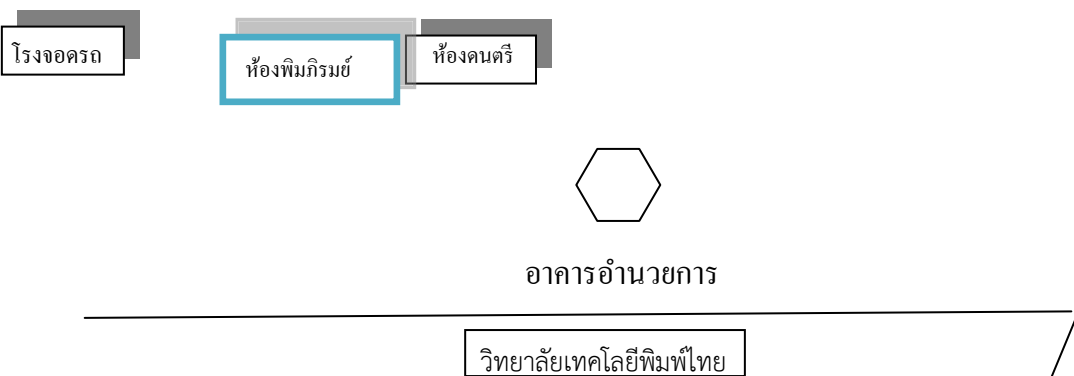 โรงจอดรถ
ห้องพิมภิรมย์
ห้องดนตรี
อาคารอำนวยการ
วิทยาลัยเทคโลยีพิมพ์ไทย